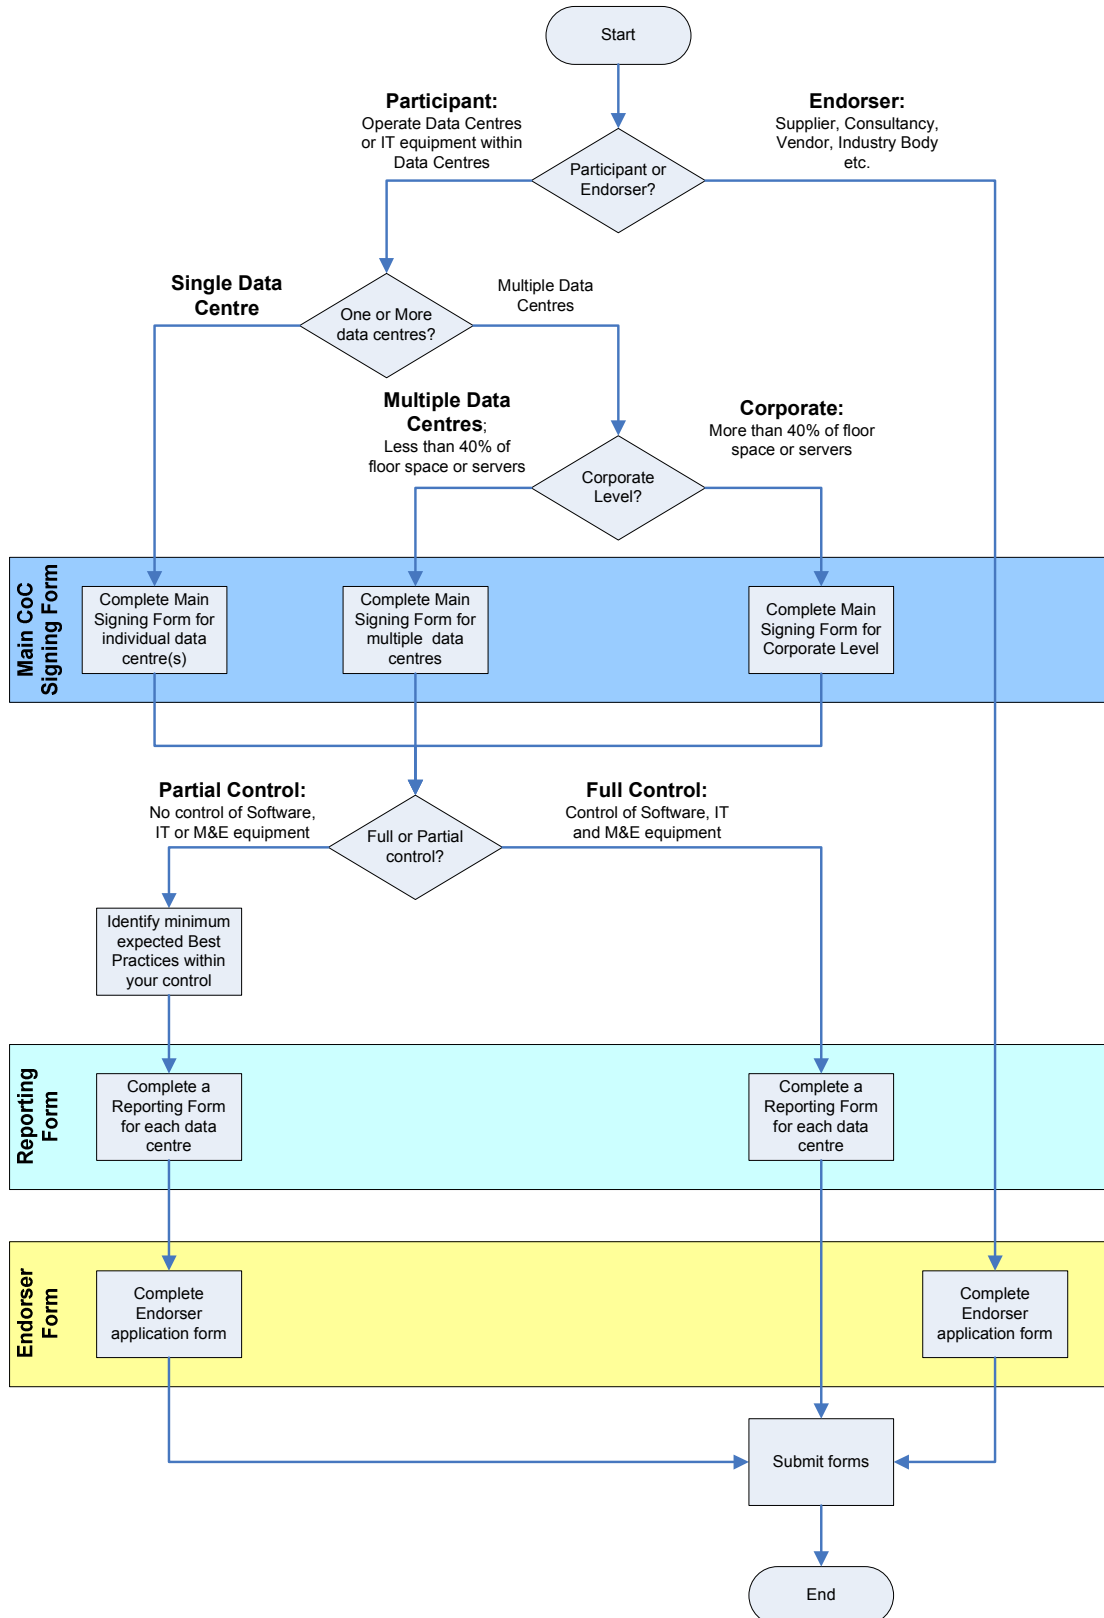 Start
Participant:
Operate Data Centres
or IT equipment within
Data Centres
Endorser:
Supplier, Consultancy,
Vendor, Industry Body
etc.
Participant or
Endorser?
Single Data
Centre
Multiple Data
Centres
One or More
data centres?
Multiple Data
Centres;
Less than 40% of
floor space or servers
Corporate:
More than 40% of floor
space or servers
Corporate
Level?
Main CoC
Signing Form
Complete Main
Signing Form for
individual data
centre(s)
Complete Main
Signing Form for
multiple data
centres
Complete Main
Signing Form for
Corporate Level
Partial Control:
No control of Software,
IT or M&E equipment
Full Control:
Control of Software, IT
and M&E equipment
Full or Partial
control?
Identify minimum
expected Best
Practices within
your control
Reporting
Form
Complete a
Reporting Form
for each data
centre
Complete a
Reporting Form
for each data
centre
Endorser
Form
Complete
Endorser
application form
Complete
Endorser
application form
Submit forms
End